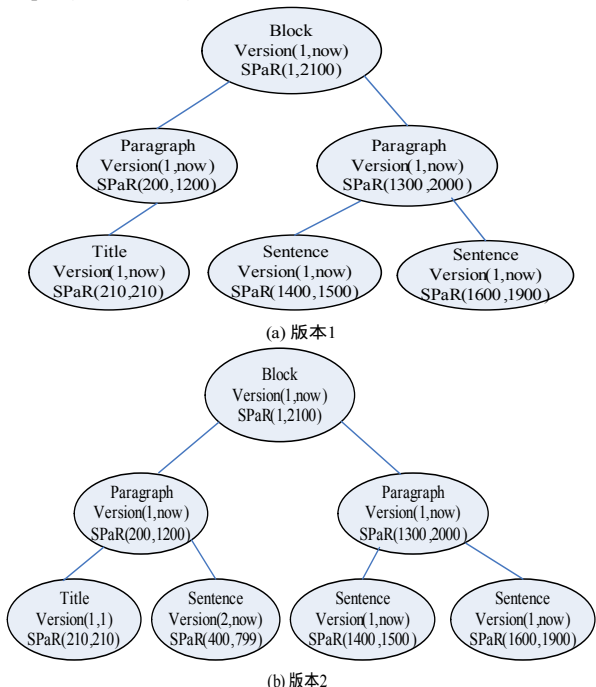 Block
Version(1,now)
SPaR(1,2100)
Paragraph
Version(1,now)
SPaR(200,1200)
Paragraph
Version(1,now)
SPaR(1300,2000)
Title
Version(1,now)
SPaR(210,210)
Sentence
Version(1,now)
SPaR(1400,1500)
Sentence
Version(1,now)
SPaR(1600,1900)
(a) 版本1
Block
Version(1,now)
SPaR(1,2100)
Paragraph
Version(1,now)
SPaR(200,1200)
Paragraph
Version(1,now)
SPaR(1300,2000)
Title
Version(1,1)
SPaR(210,210)
Sentence
Version(2,now)
SPaR(400,799)
Sentence
Version(1,now)
SPaR(1400,1500)
Sentence
Version(1,now)
SPaR(1600,1900)
(b) 版本2